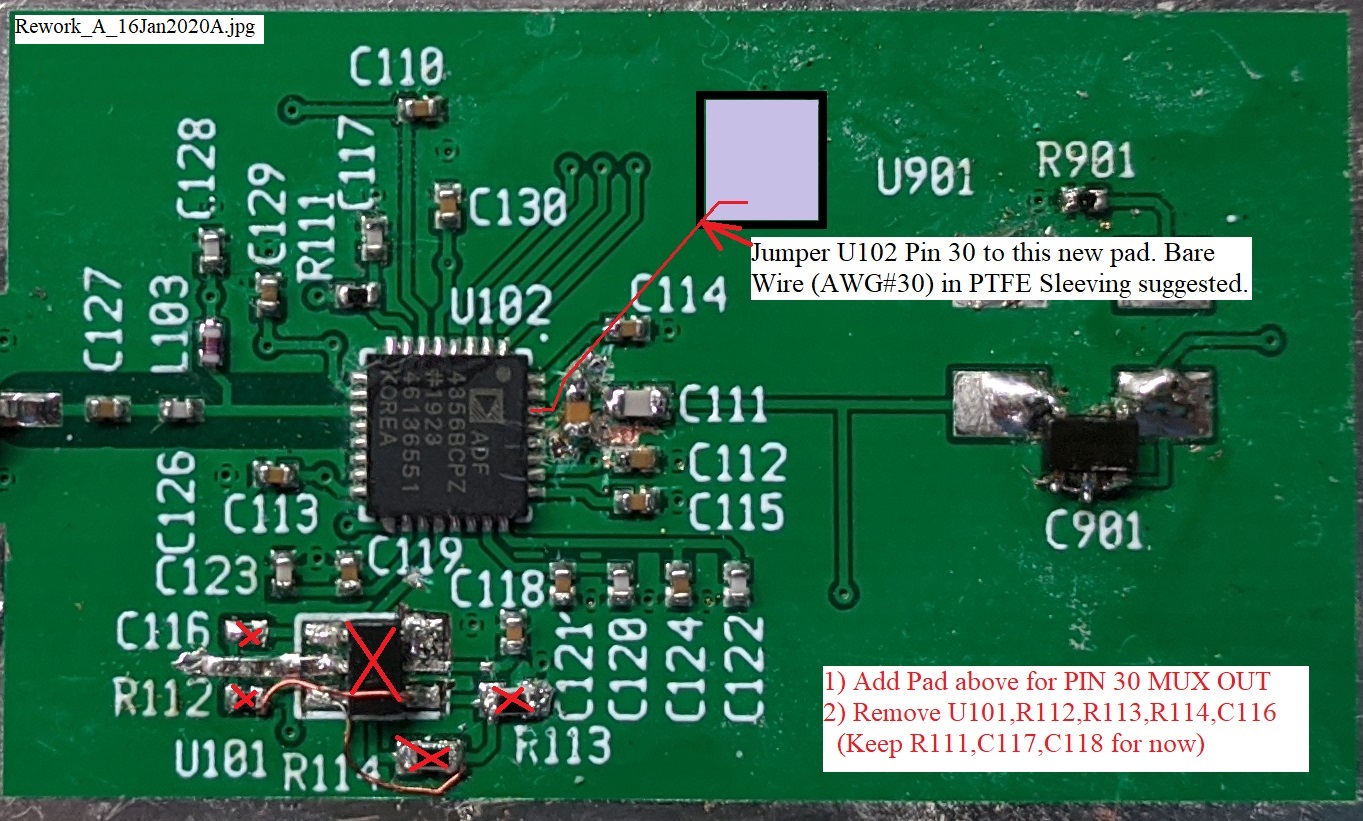 Rework_A_16Jan2020A.jpg
C110
C128
C129
R111
C117
C130
U901
R901
Jumper U102 Pin 30 to this new pad. Bare
Wire (AWG#30) in PTFE Sleeving suggested.
C127
L103
U102
C114
ADF
4356BCPZ
#1923
46136551
KOREA
C111
C126
C113
C112
C115
C901
C123
C119
C118
C116
R112
U101
R114
R113
C121
C120
C124
C122
1) Add Pad above for PIN 30 MUX OUT
2) Remove U101,R112,R113,R114,C116
(Keep R111,C117,C118 for now)